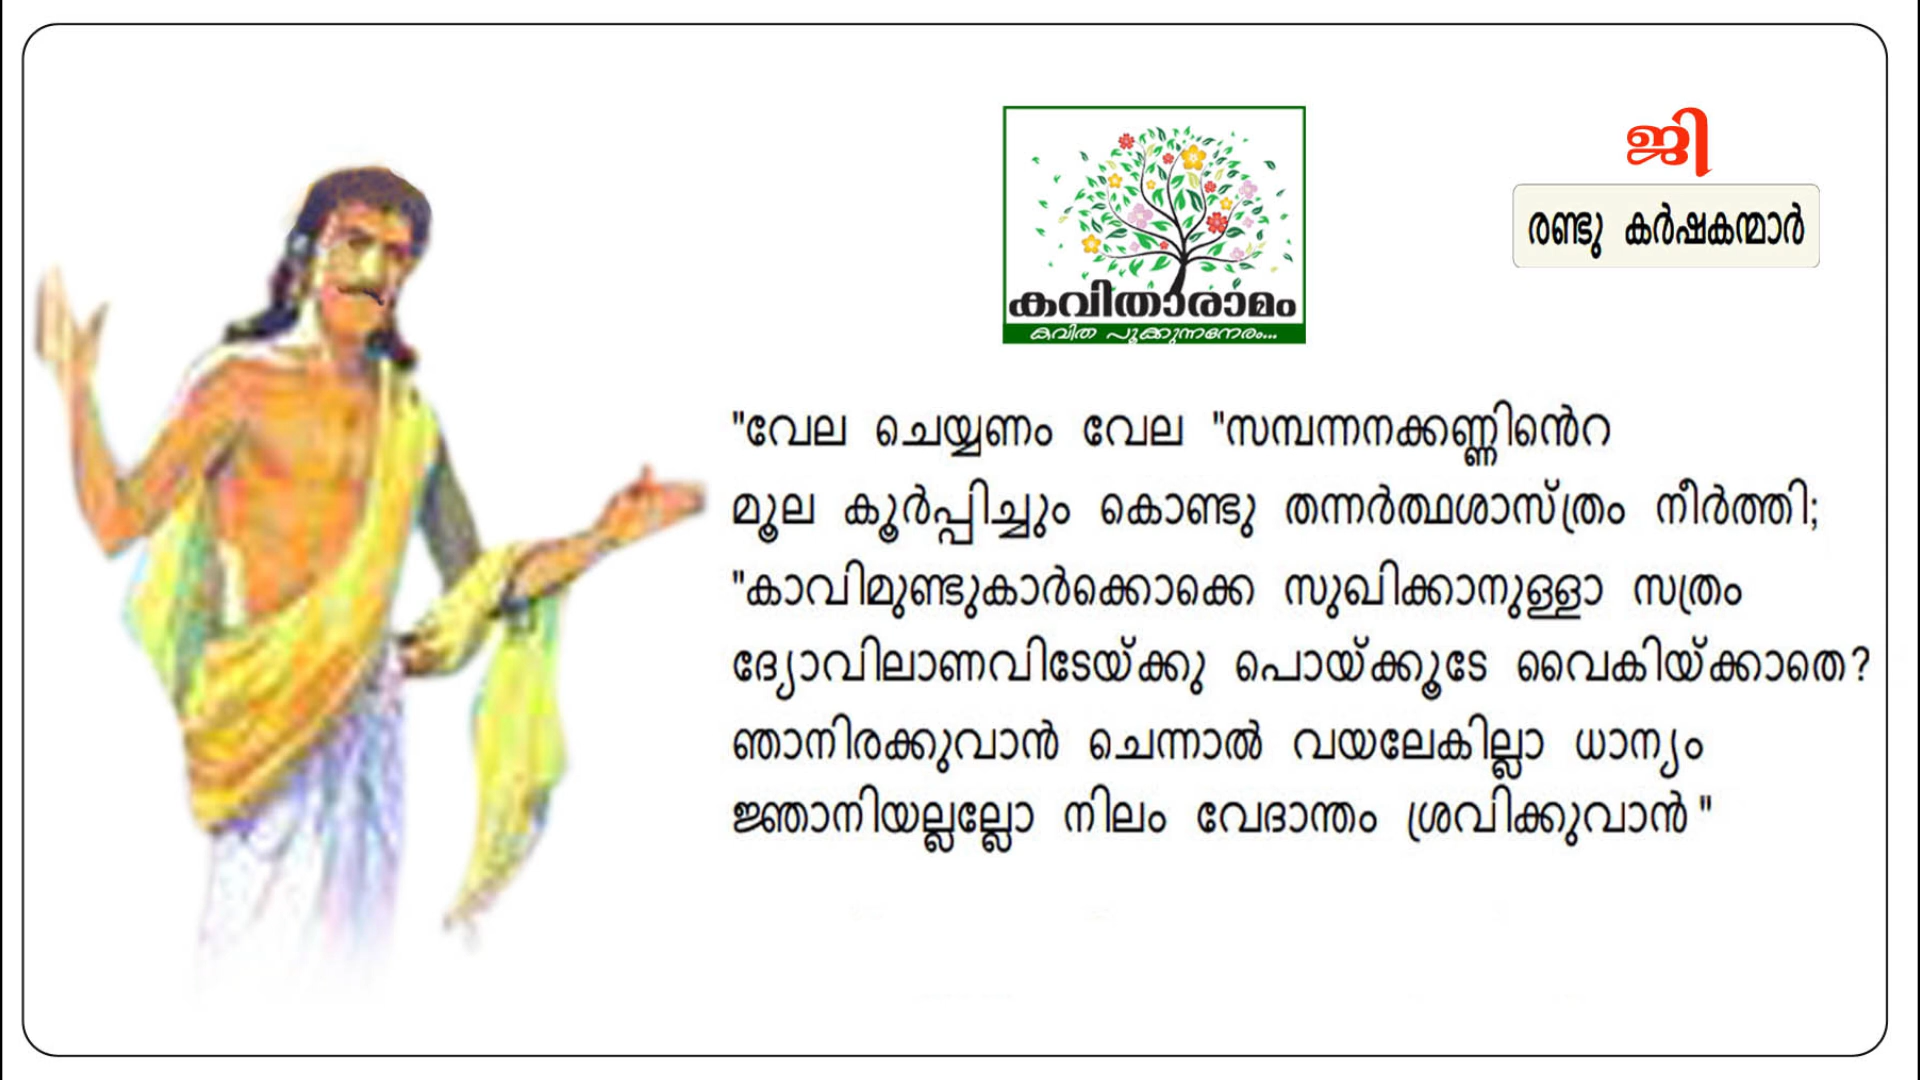 ജി
രണ്ടു കർഷകന്മാർ
കവിതാരാമം
കവിത പൂക്കുന്നനേരം...
"വേല ചെയ്യണം വേല "സമ്പന്നനക്കണ്ണിൻെറ
മൂല കൂർപ്പിച്ചും കൊണ്ടു തന്നർത്ഥശാസ്ത്രം നീർത്തി;
"കാവിമുണ്ടുകാർക്കൊക്കെ സുഖിക്കാനുള്ളാ സത്രം
ദ്യോവിലാണവിടേയ്ക്കു പൊയ്ക്കൂടേ വൈകിയ്ക്കാതെ?
ഞാനിരക്കുവാൻ ചെന്നാൽ വയലേകില്ലാ ധാന്യം
ജ്ഞാനിയല്ലല്ലോ നിലം വേദാന്തം ശ്രവിക്കുവാൻ "